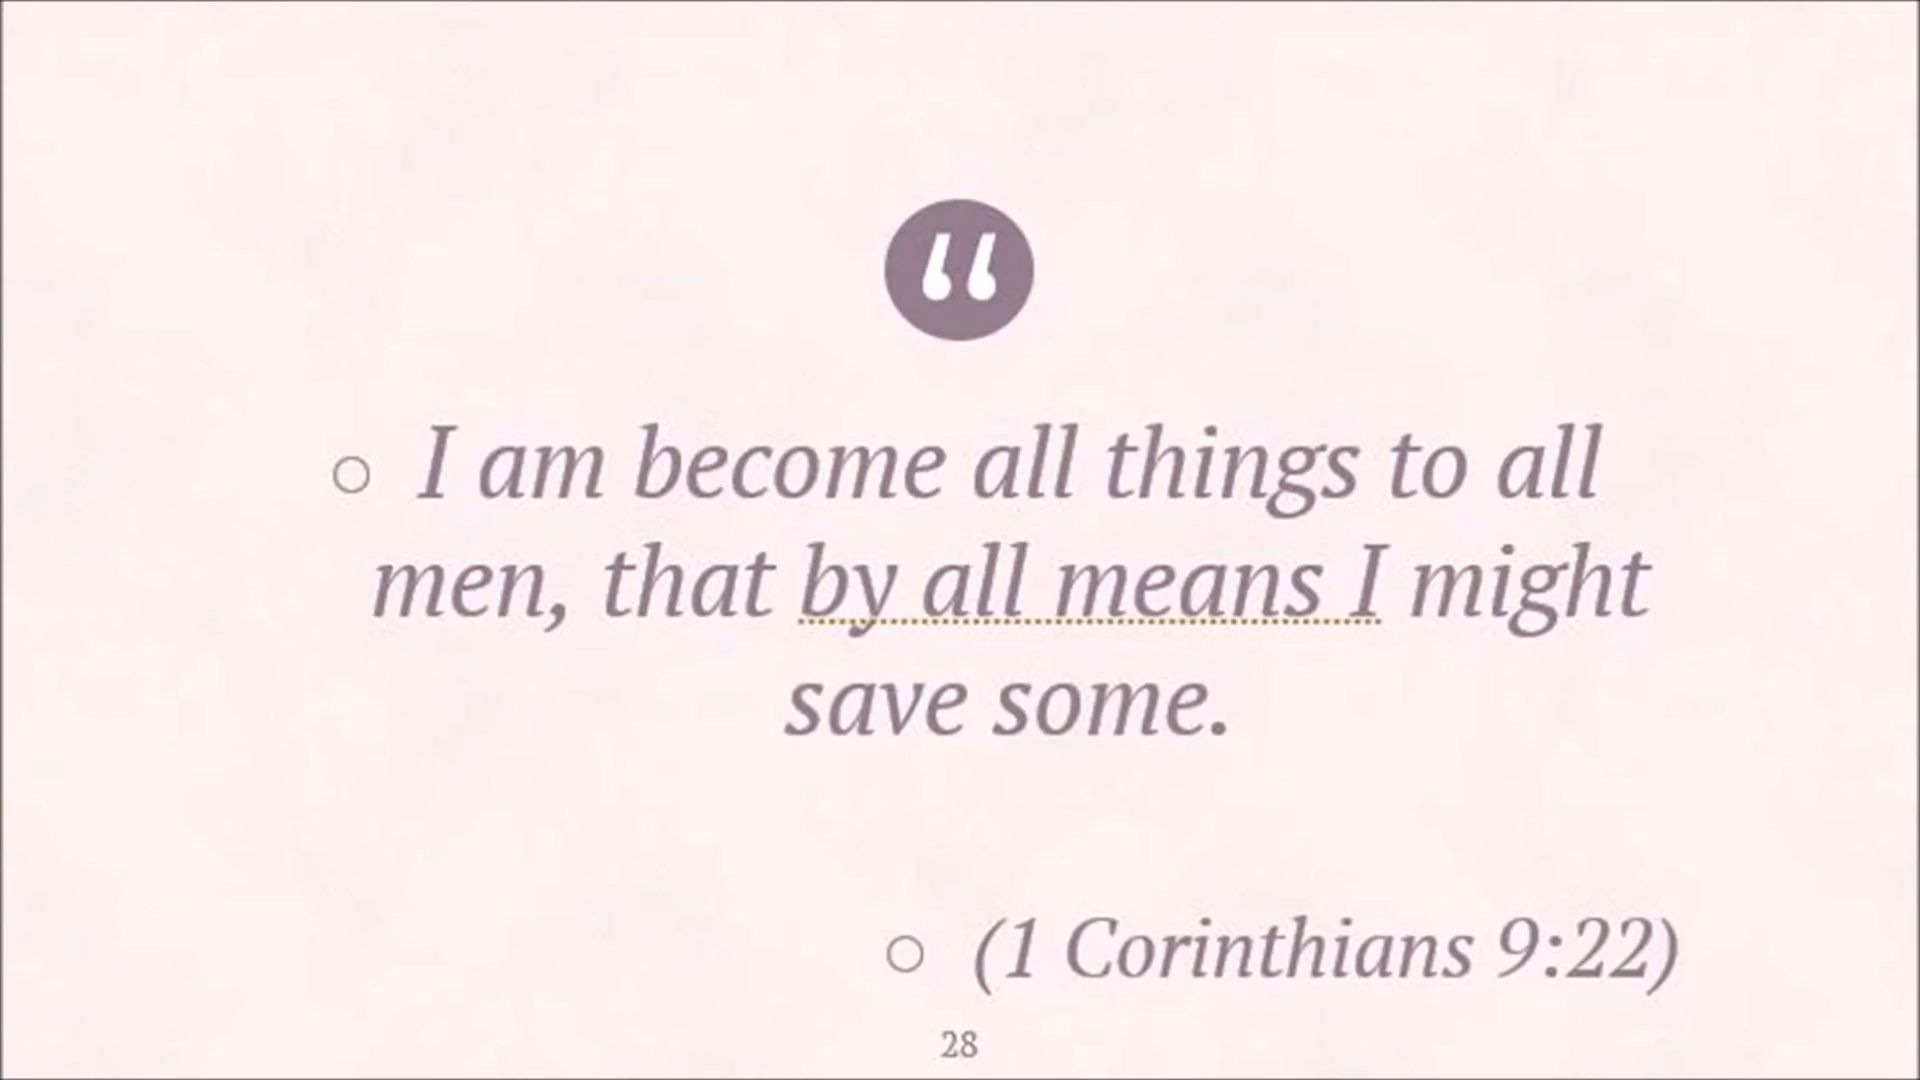 “
I am become all things to all
men, that by all means I might
save some.
(1 Corinthians 9:22)
28